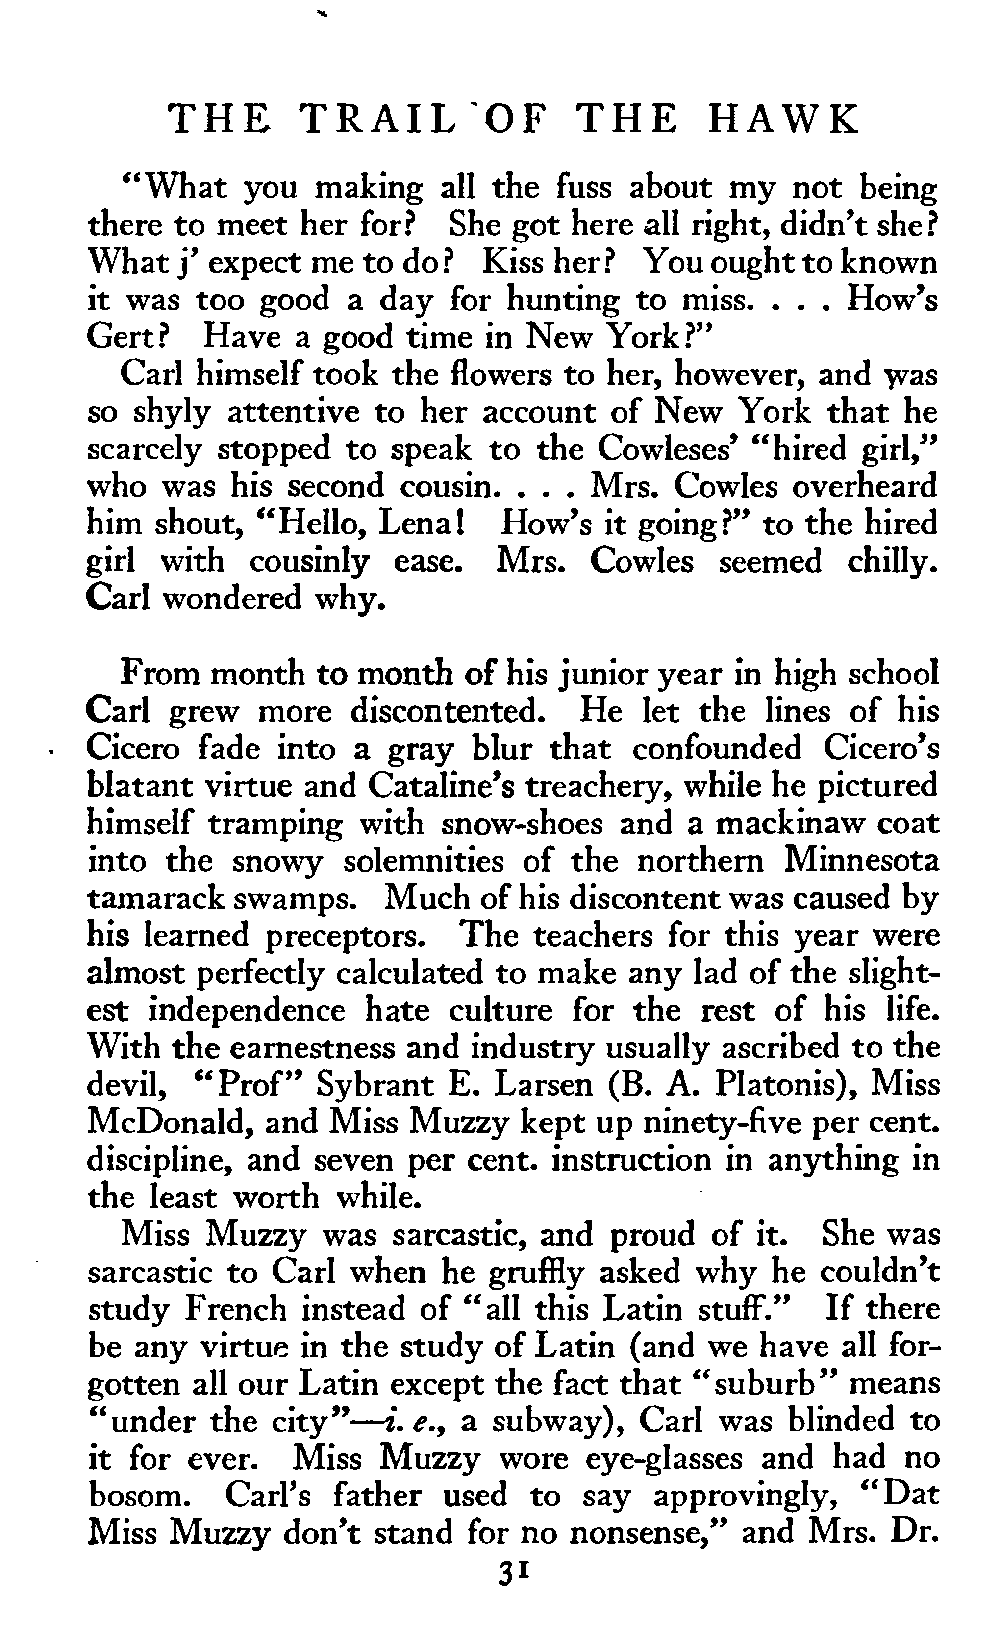 THE TRAIL OF THE HAWK
"What you making all the fuss about my not being
there to meet her for? She got here all right, didn't she?
What j' expect me to do? Kiss her? You ought to known
it was too good a day for hunting to miss. . . . How's
Gert? Have a good time in New York?"
Carl himself took the flowers to her, however, and was
so shyly attentive to her account of New York that he
scarcely stopped to speak to the Cowleses' "hired girl,"
who was his second cousin. . . . Mrs. Cowles overheard
him shout, "Hello, Lena! How's it going?" to the hired
girl with cousinly ease. Mrs. Cowles seemed chilly.
Carl wondered why.
From month to month of his junior year in high school
Carl grew more discontented. He let the lines of his
Cicero fade into a gray blur that confounded Cicero's
blatant virtue and Cataline's treachery, while he pictured
himself tramping with snow-shoes and a mackinaw coat
into the snowy solemnities of the northern Minnesota
tamarack swamps. Much of his discontent was caused by
his learned preceptors. The teachers for this year were
almost perfectly calculated to make any lad of the slight-
est independence hate culture for the rest of his life.
With the earnestness and industry usually ascribed to the
devil, "Prof" Sybrant E. Larsen (B. A. Platonis), Miss
McDonald, and Miss Muzzy kept up ninety-five per cent.
discipline, and seven per cent. instruction in anything in
the least worth while.
Miss Muzzy was sarcastic, and proud of it. She was
sarcastic to Carl when he gruffly asked why he couldn't
study French instead of "all this Latin stuff." If there
be any virtue in the study of Latin (and we have all for-
gotten all our Latin except the fact that "suburb" means
"under the city"—i. e., a subway), Carl was blinded to
it for ever. Miss Muzzy wore eye-glasses and had no
bosom. Carl's father used to say approvingly, "Dat
Miss Muzzy don't stand for no nonsense," and Mrs. Dr.
31